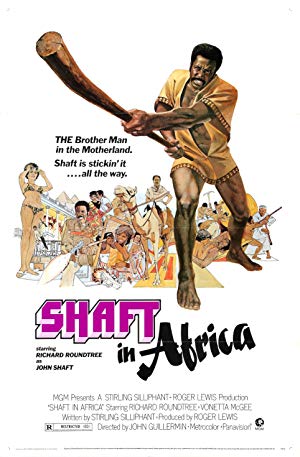 THE Brother Man
in the Motherland.
Shaft is stickin' it
....all the way.
SHAFT
in Africa
starring
RICHARD ROUNDTREE
as
JOHN SHAFT
MGM Presents A STIRLING SILLIPHANT-ROGER LEWIS Production
"SHAFT IN AFRICA" Starring RICHARD ROUNDTREE·VONETTA McGEE
Written by STIRLING SILLIPHANT·Produced by ROGER LEWIS
R RESTRICTED Directed by JOHN GUILLERMIN·Metrocolor·Panavision®
MGM